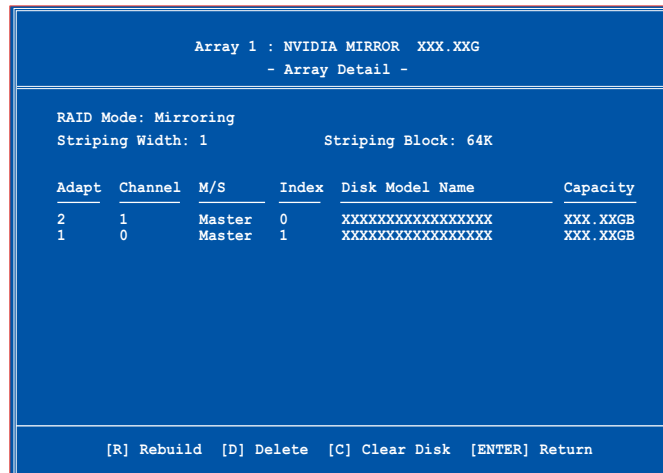 Array 1 : NVIDIA MIRROR XXX.XXG
- Array Detail -
RAID Mode: Mirroring
Striping Width: 1 Striping Block: 64K
Adapt Channel M/S Index Disk Model Name Capacity
2 1 Master 0 XXXXXXXXXXXXXXXXX XXX.XXGB
1 0 Master 1 XXXXXXXXXXXXXXXXX XXX.XXGB
[R] Rebuild [D] Delete [C] Clear Disk [ENTER] Return